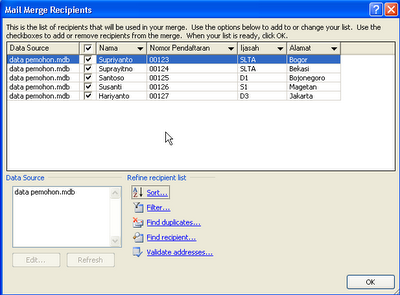 Mail Merge Recipients
This is the list of recipients that will be used in your merge. Use the options below to add to or change your list. Use the
checkboxes to add or remove recipients from the merge. When your list is ready, click OK.
Data Source Nama Nomor Pendaftaran Ijasah Alamat
data pemohon.mdb Supriyanto 00123 SLTA Bogor
data pemohon.mdb Suprayitno 00124 SLTA Bekasi
data pemohon.mdb Santoso 00125 D1 Bojonegoro
data pemohon.mdb Susanti 00126 S1 Magetan
data pemohon.mdb Hariyanto 00127 D3 Jakarta
Data Source Refine recipient list
data pemohon.mdb
Sort...
Filter...
Find duplicates...
Find recipient...
Validate addresses...
Edit... Refresh
OK